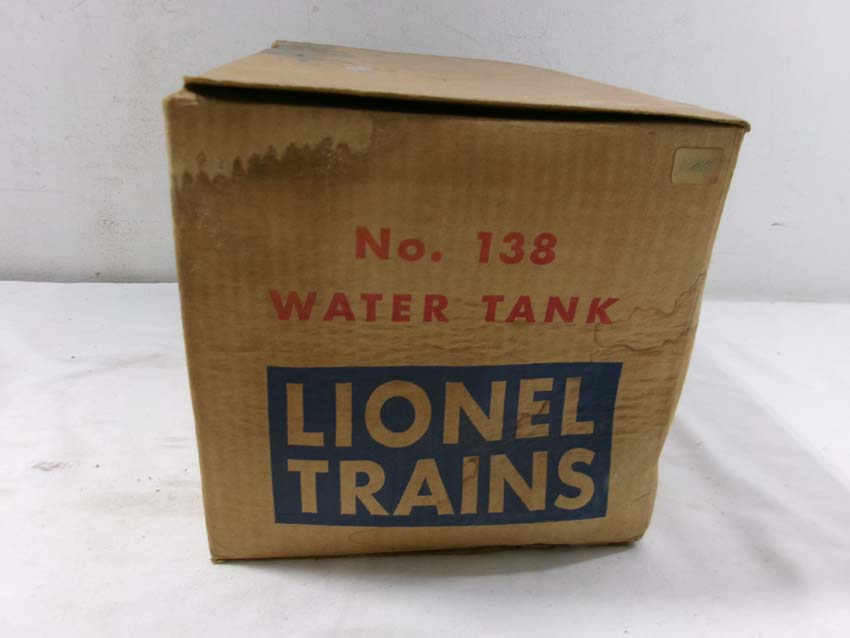 No. 138
WATER TANK
LIONEL
TRAINS